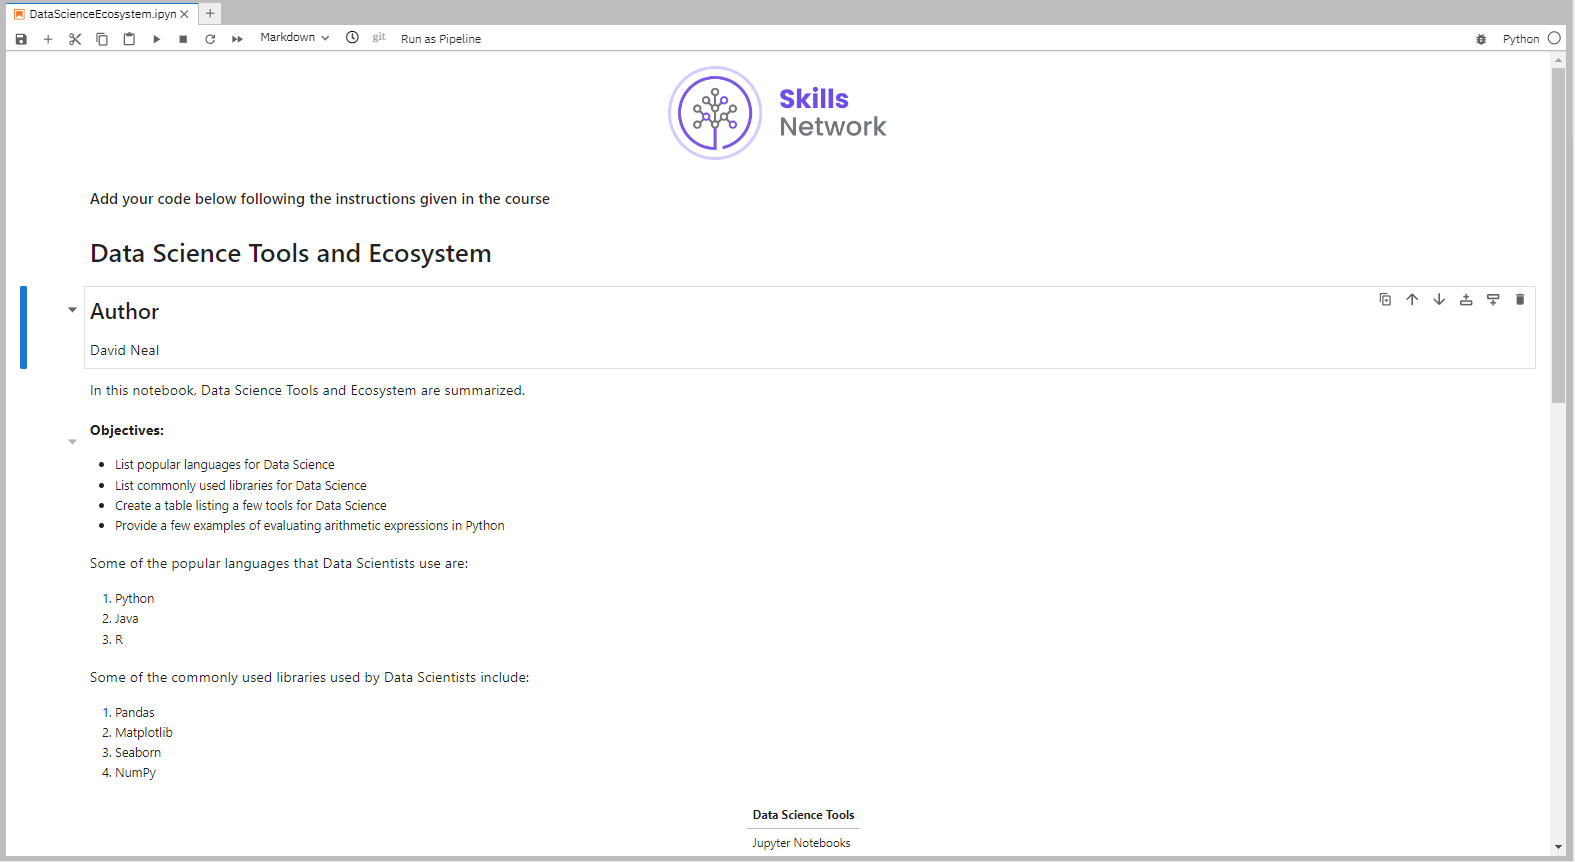 DataScienceEcosystem.ipyn
Markdown
git
Run as Pipeline
Python
Skills
Network
Add your code below following the instructions given in the course
Data Science Tools and Ecosystem
Author
David Neal
In this notebook, Data Science Tools and Ecosystem are summarized.
Objectives:
List popular languages for Data Science
List commonly used libraries for Data Science
Create a table listing a few tools for Data Science
Provide a few examples of evaluating arithmetic expressions in Python
Some of the popular languages that Data Scientists use are:
1. Python
2. Java
3. R
Some of the commonly used libraries used by Data Scientists include:
1. Pandas
2. Matplotlib
3. Seaborn
4. NumPy
Data Science Tools
Jupyter Notebooks